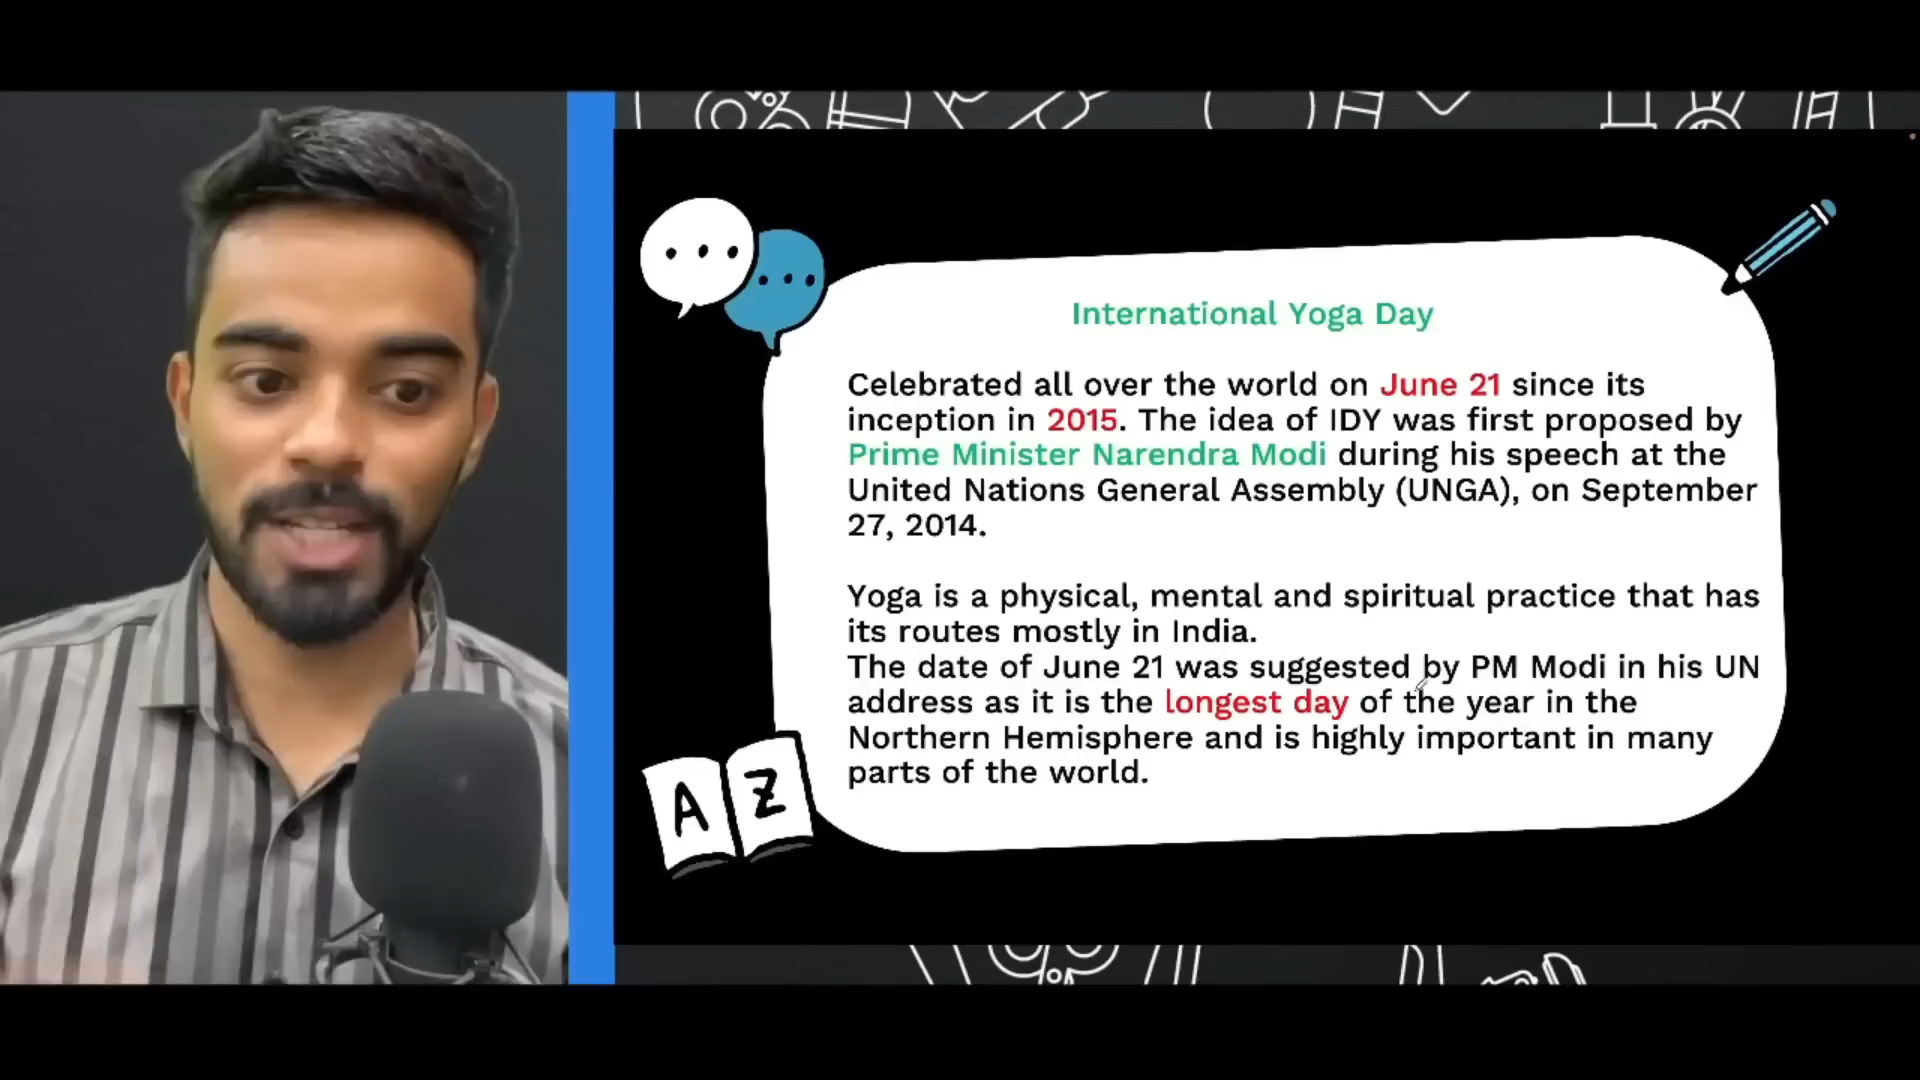 International Yoga Day
Celebrated all over the world on June 21 since its
inception in 2015. The idea of IDY was first proposed by
Prime Minister Narendra Modi during his speech at the
United Nations General Assembly (UNGA), on September
27, 2014.
Yoga is a physical, mental and spiritual practice that has
its routes mostly in India.
The date of June 21 was suggested by PM Modi in his UN
address as it is the longest day of the year in the
Northern Hemisphere and is highly important in many
parts of the world.
A Z